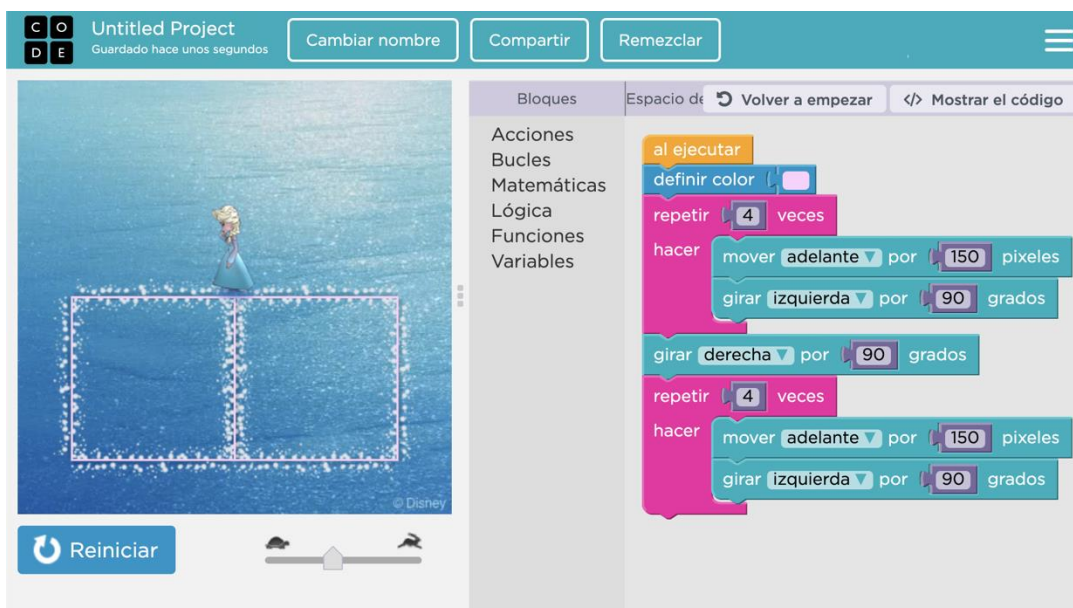 CODE
Untitled Project
Guardado hace unos segundos
Cambiar nombre
Compartir
Remezclar
Bloques
Espacio de
Volver a empezar
</> Mostrar el código
Acciones
Bucles
Matemáticas
Lógica
Funciones
Variables
al ejecutar
definir color
repetir 4 veces
hacer
mover adelante por 150 pixeles
girar izquierda por 90 grados
girar derecha por 90 grados
repetir 4 veces
hacer
mover adelante por 150 pixeles
girar izquierda por 90 grados
© Disney
Reiniciar